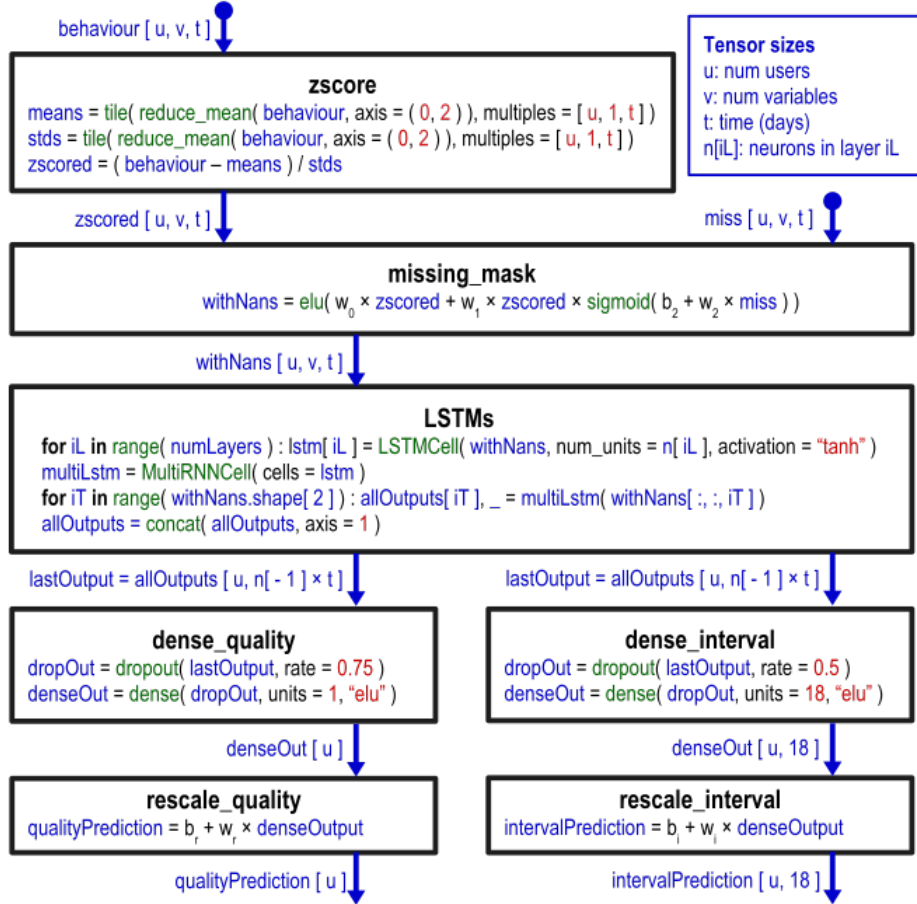 behaviour [ u, v, t ]
Tensor sizes
u: num users
v: num variables
t: time (days)
n[iL]: neurons in layer iL
zscore
means = tile( reduce_mean( behaviour, axis = ( 0, 2 ) ), multiples = [ u, 1, t ] )
stds = tile( reduce_mean( behaviour, axis = ( 0, 2 ) ), multiples = [ u, 1, t ] )
zscored = ( behaviour – means ) / stds
zscored [ u, v, t ]
miss [ u, v, t ]
missing_mask
withNans = elu( w₀ × zscored + w₁ × zscored × sigmoid( b₂ + w₂ × miss ) )
withNans [ u, v, t ]
LSTMs
for iL in range( numLayers ) : lstm[ iL ] = LSTMCell( withNans, num_units = n[ iL ], activation = “tanh” )
multiLstm = MultiRNNCell( cells = lstm )
for iT in range( withNans.shape[ 2 ] ) : allOutputs[ iT ], _ = multiLstm( withNans[ :, :, iT ] )
allOutputs = concat( allOutputs, axis = 1 )
lastOutput = allOutputs [ u, n[ - 1 ] × t ]
lastOutput = allOutputs [ u, n[ - 1 ] × t ]
dense_quality
dropOut = dropout( lastOutput, rate = 0.75 )
denseOut = dense( dropOut, units = 1, “elu” )
dense_interval
dropOut = dropout( lastOutput, rate = 0.5 )
denseOut = dense( dropOut, units = 18, “elu” )
denseOut [ u ]
denseOut [ u, 18 ]
rescale_quality
qualityPrediction = bᵣ + wᵣ × denseOutput
rescale_interval
intervalPrediction = bᵢ + wᵢ × denseOutput
qualityPrediction [ u ]
intervalPrediction [ u, 18 ]